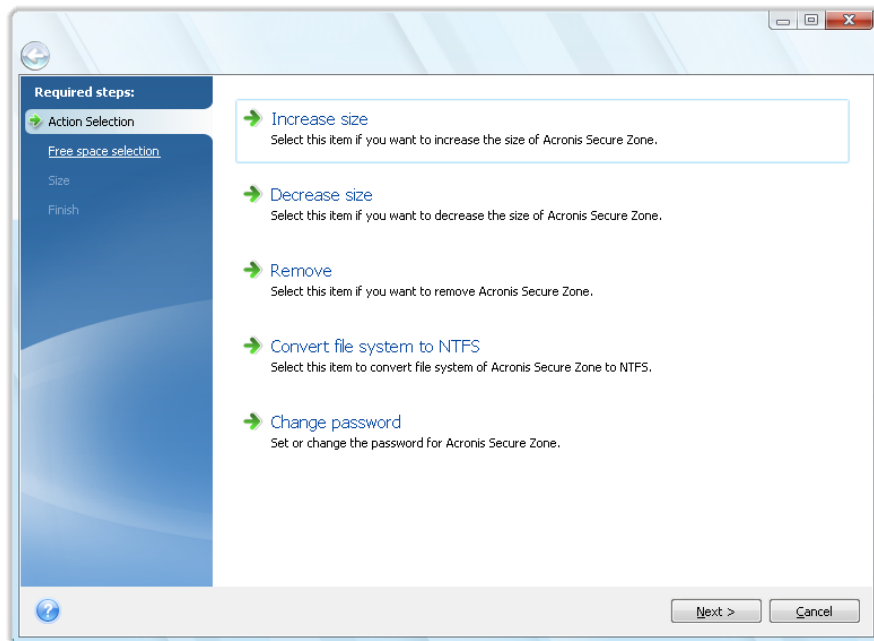 Required steps:
Action Selection
Free space selection
Size
Finish
Increase size
Select this item if you want to increase the size of Acronis Secure Zone.
Decrease size
Select this item if you want to decrease the size of Acronis Secure Zone.
Remove
Select this item if you want to remove Acronis Secure Zone.
Convert file system to NTFS
Select this item to convert file system of Acronis Secure Zone to NTFS.
Change password
Set or change the password for Acronis Secure Zone.
?
Next >
Cancel